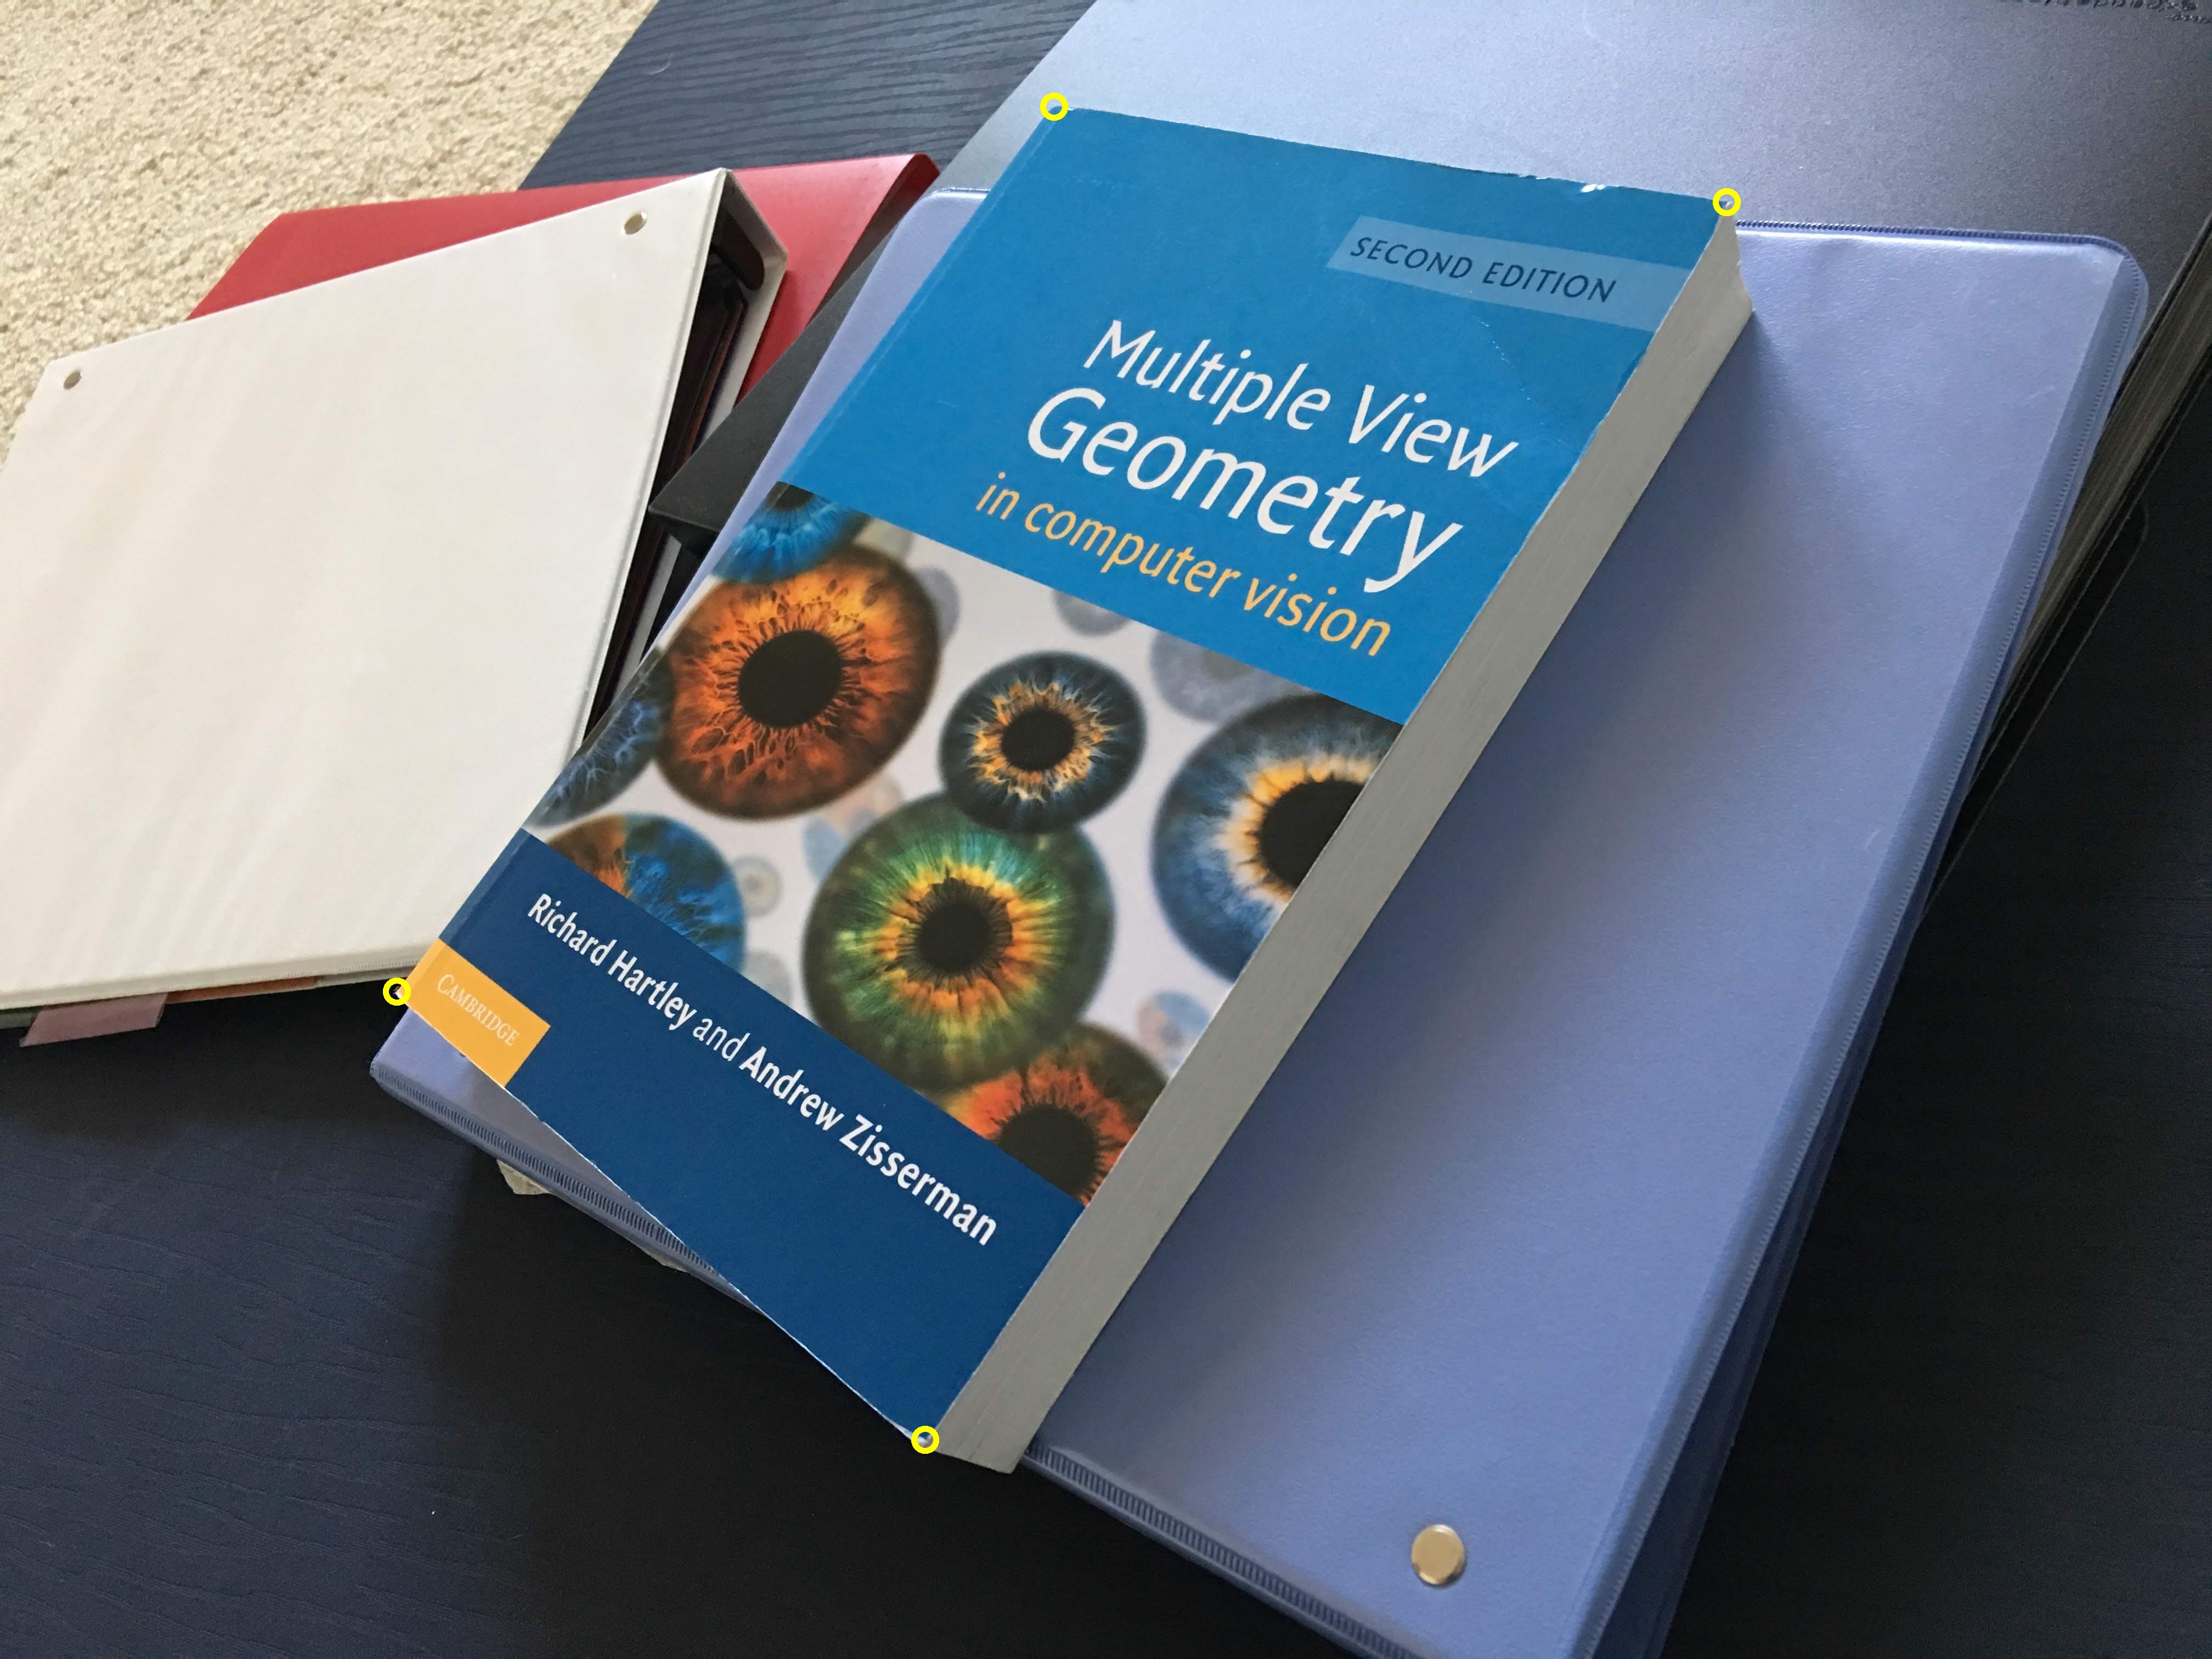 SECOND EDITION
Multiple View
Geometry
in computer vision
Richard Hartley and Andrew Zisserman
CAMBRIDGE